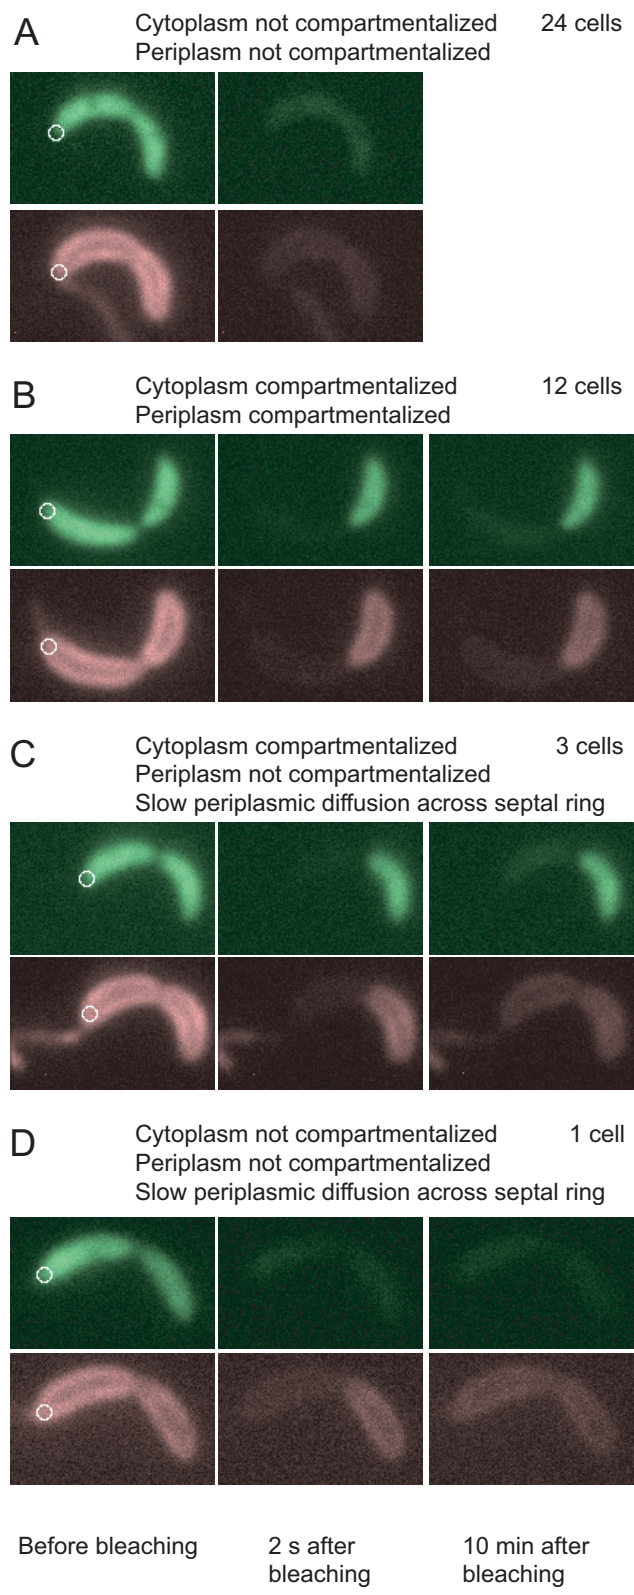 A
Cytoplasm not compartmentalized 24 cells
Periplasm not compartmentalized
B
Cytoplasm compartmentalized 12 cells
Periplasm compartmentalized
C
Cytoplasm compartmentalized 3 cells
Periplasm not compartmentalized
Slow periplasmic diffusion across septal ring
D
Cytoplasm not compartmentalized 1 cell
Periplasm not compartmentalized
Slow periplasmic diffusion across septal ring
Before bleaching
2 s after
bleaching
10 min after
bleaching